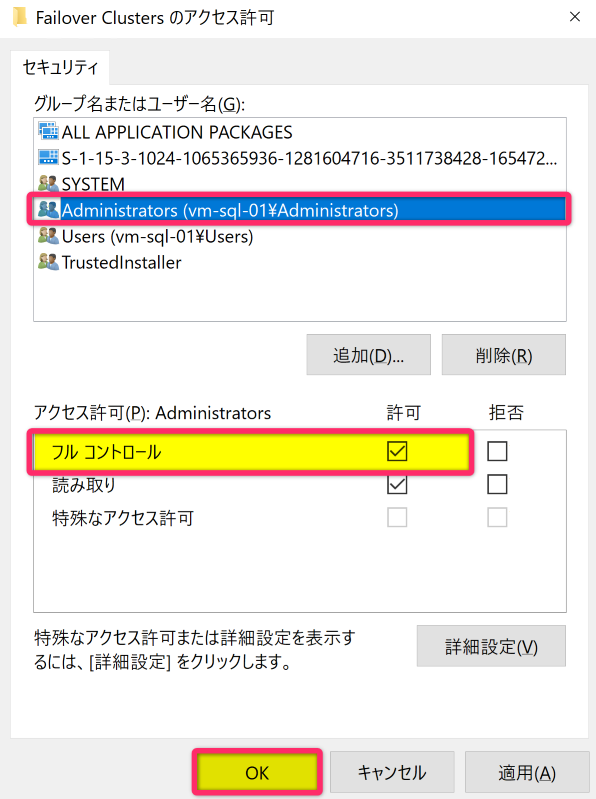 Failover Clusters のアクセス許可
セキュリティ
グループ名またはユーザー名(G):
ALL APPLICATION PACKAGES
S-1-15-3-1024-1065365936-1281604716-3511738428-165472...
SYSTEM
Administrators (vm-sql-01¥Administrators)
Users (vm-sql-01¥Users)
TrustedInstaller
追加(D)... 削除(R)
アクセス許可(P): Administrators 許可 拒否
フル コントロール
読み取り
特殊なアクセス許可
特殊なアクセス許可または詳細設定を表示す
るには、[詳細設定] をクリックします。
詳細設定(V)
OK キャンセル 適用(A)